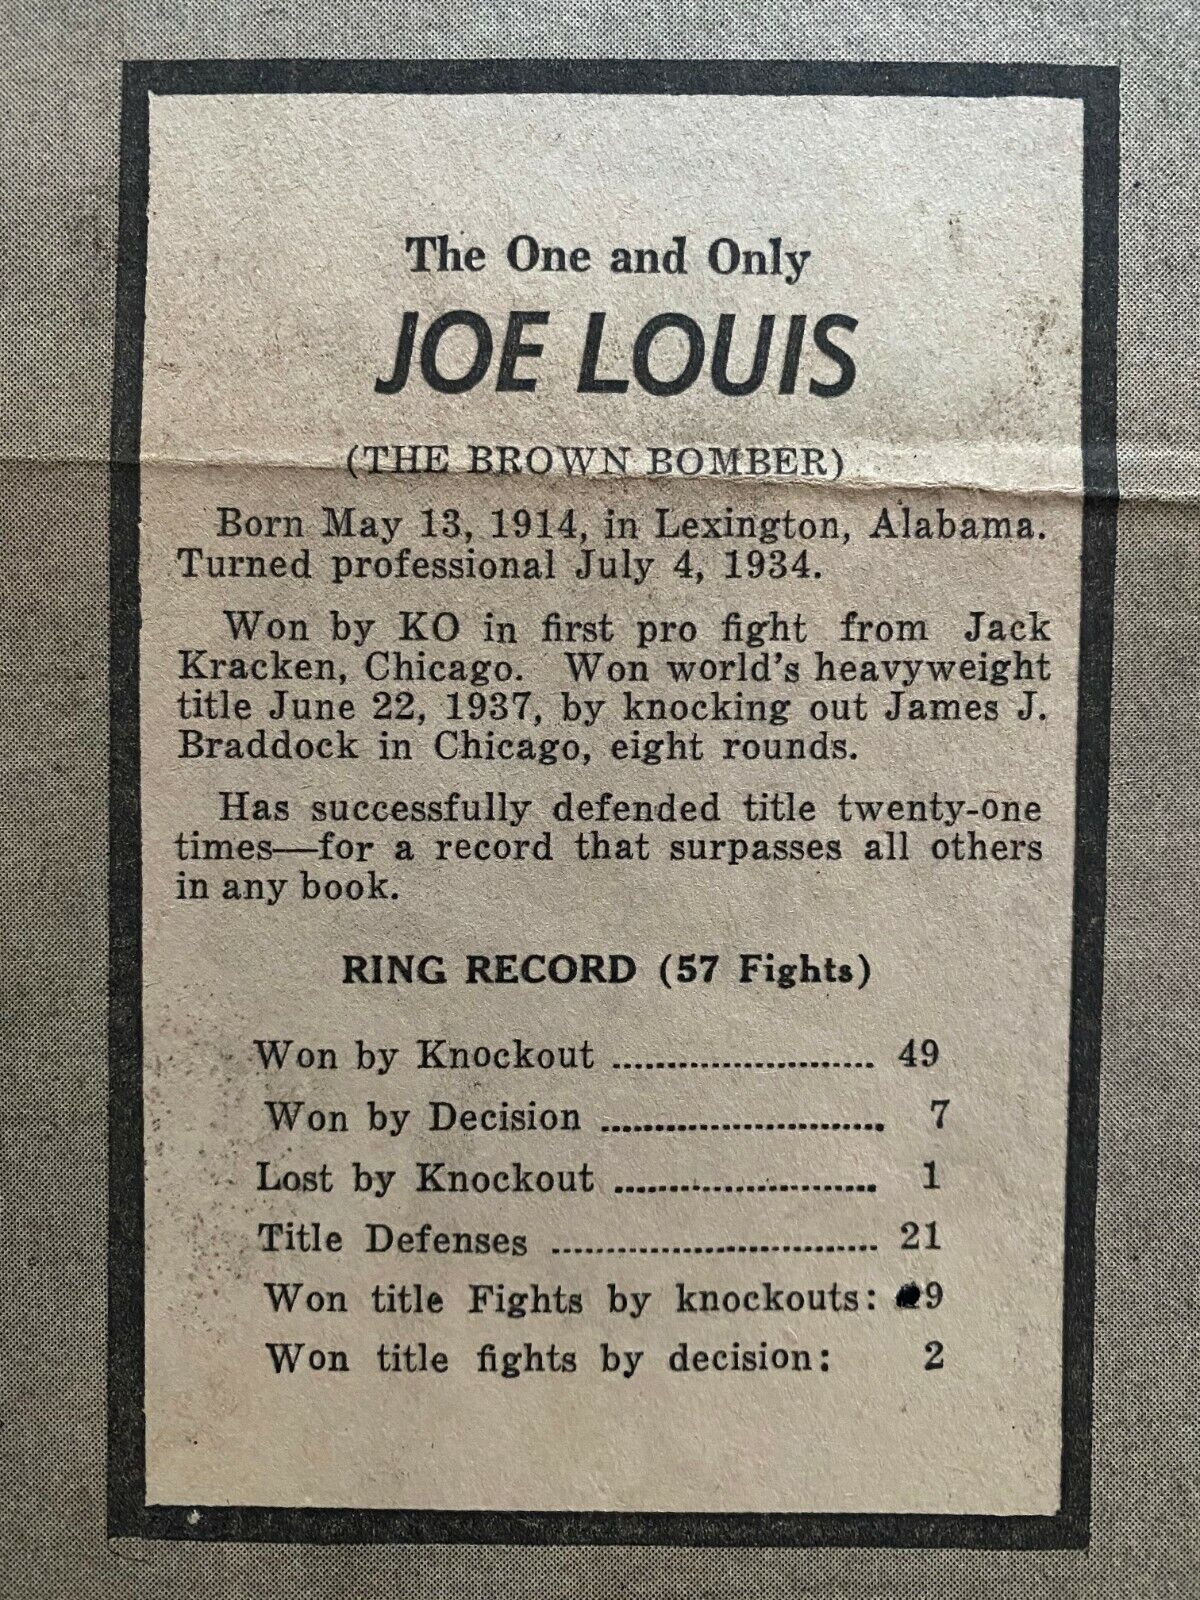 The One and Only
JOE LOUIS
(THE BROWN BOMBER)
Born May 13, 1914, in Lexington, Alabama.
Turned professional July 4, 1934.
Won by KO in first pro fight from Jack
Kracken, Chicago. Won world's heavyweight
title June 22, 1937, by knocking out James J.
Braddock in Chicago, eight rounds.
Has successfully defended title twenty-one
times—for a record that surpasses all others
in any book.
RING RECORD (57 Fights)
Won by Knockout ............................ 49
Won by Decision ............................ 7
Lost by Knockout ............................ 1
Title Defenses ................................ 21
Won title Fights by knockouts: 9
Won title fights by decision: 2